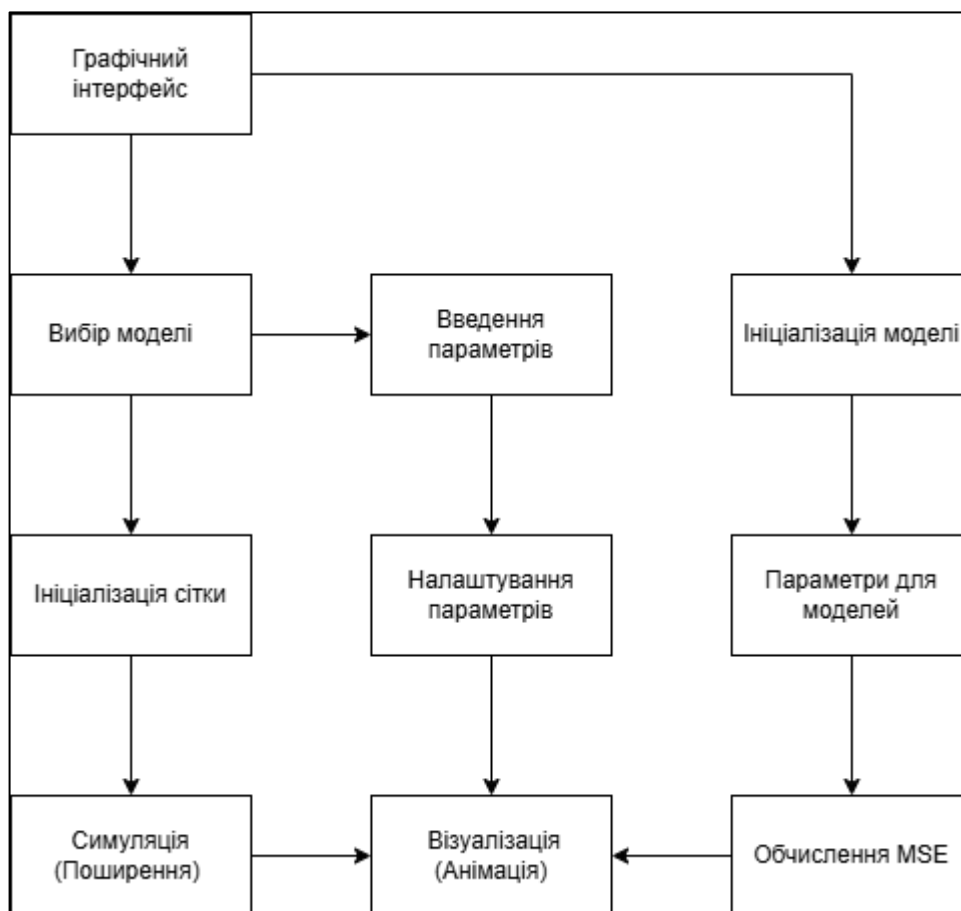 Графічний
інтерфейс
Вибір моделі
Введення
параметрів
Ініціалізація моделі
Ініціалізація сітки
Налаштування
параметрів
Параметри для
моделей
Симуляція
(Поширення)
Візуалізація
(Анімація)
Обчислення MSE